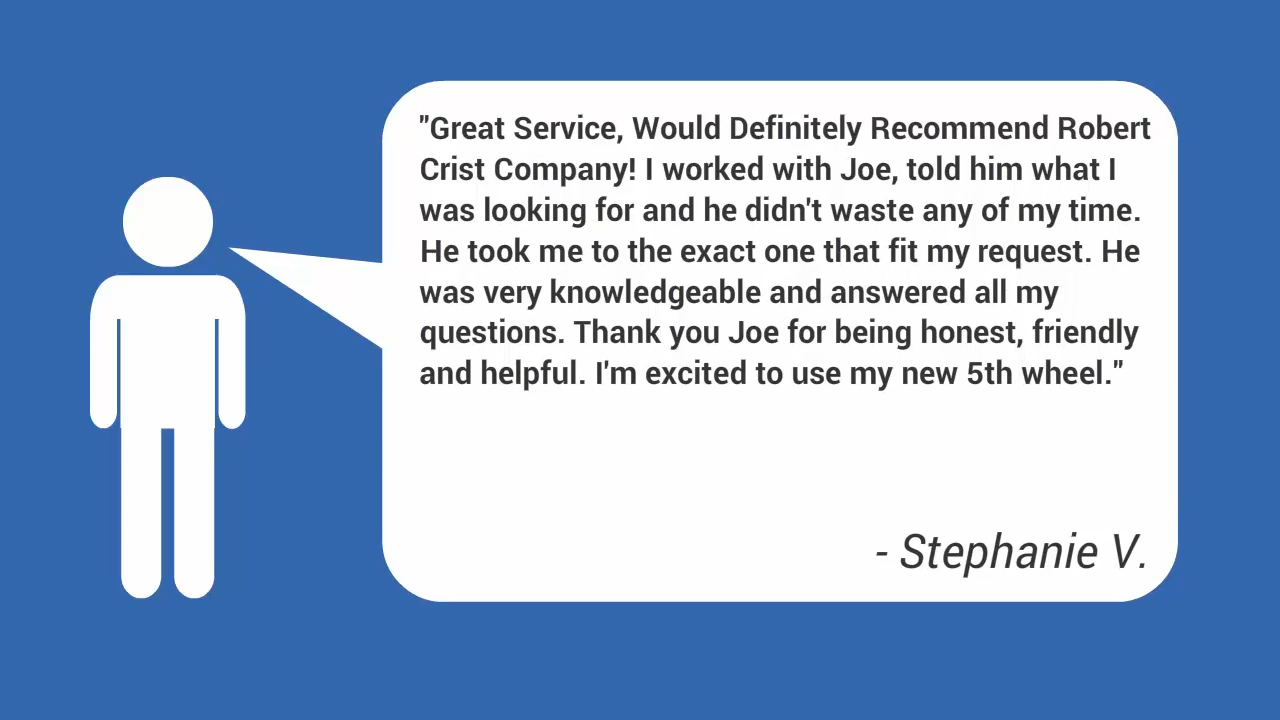 "Great Service, Would Definitely Recommend Robert
Crist Company! I worked with Joe, told him what I
was looking for and he didn't waste any of my time.
He took me to the exact one that fit my request. He
was very knowledgeable and answered all my
questions. Thank you Joe for being honest, friendly
and helpful. I'm excited to use my new 5th wheel."
- Stephanie V.